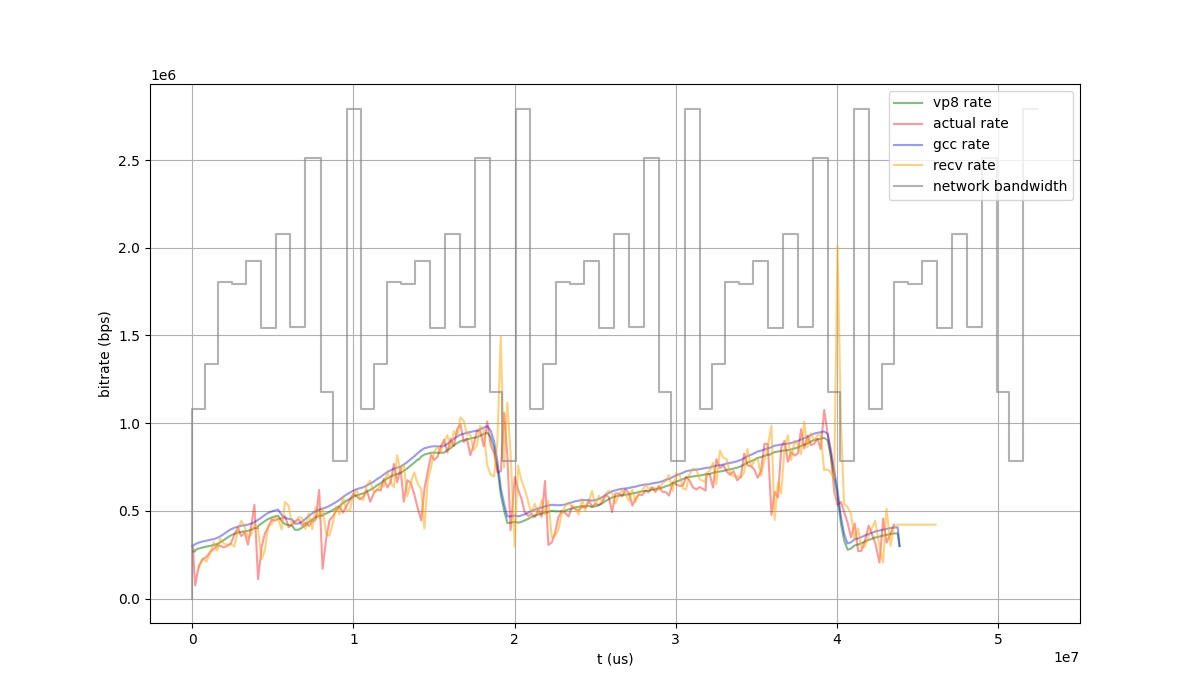 1e6
vp8 rate
actual rate
gcc rate
recv rate
network bandwidth
2.5
2.0
1.5
1.0
0.5
0.0
bitrate (bps)
0 1 2 3 4 5
t (us)
1e7